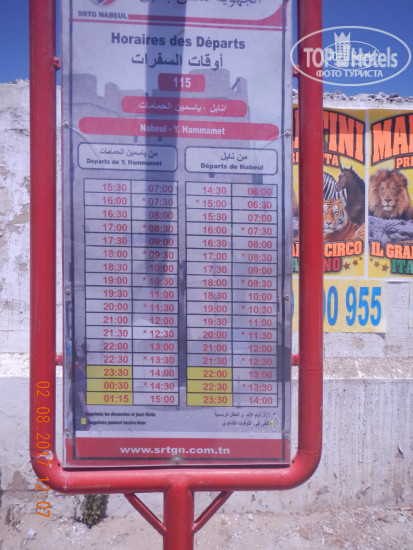 SRTG NABEUL
Horaires des Départs
أوقات السفرات
115
نابل - ياسمين الحمامات
Nabeul - Y. Hammamet
من ياسمين الحمامات
Départs de Y. Hammamet
من نابل
Départs de Nabeul
15:30 07:00 14:30 06:00
16:00 *07:30 *15:00 *06:30
16:30 08:00 15:30 07:00
17:00 *08:30 *16:00 *07:30
17:30 09:00 16:30 08:00
18:00 *09:30 17:00 *08:30
18:30 *10:00 17:30 09:00
19:00 *10:30 18:00 *09:30
19:30 11:00 18:30 10:00
20:00 *11:30 19:00 *10:30
21:00 12:00 19:30 11:00
21:30 *12:30 20:00 *11:30
22:00 13:00 21:00 12:00
22:30 *13:30 21:30 *12:30
23:30 14:00 22:00 13:00
00:30 *14:30 22:30 *13:30
01:15 15:00 23:30 14:00
www.srtgn.com.tn
IL GRAN
00 955
02.08.2017
TopHotels
ФОТО ТУРИСТА